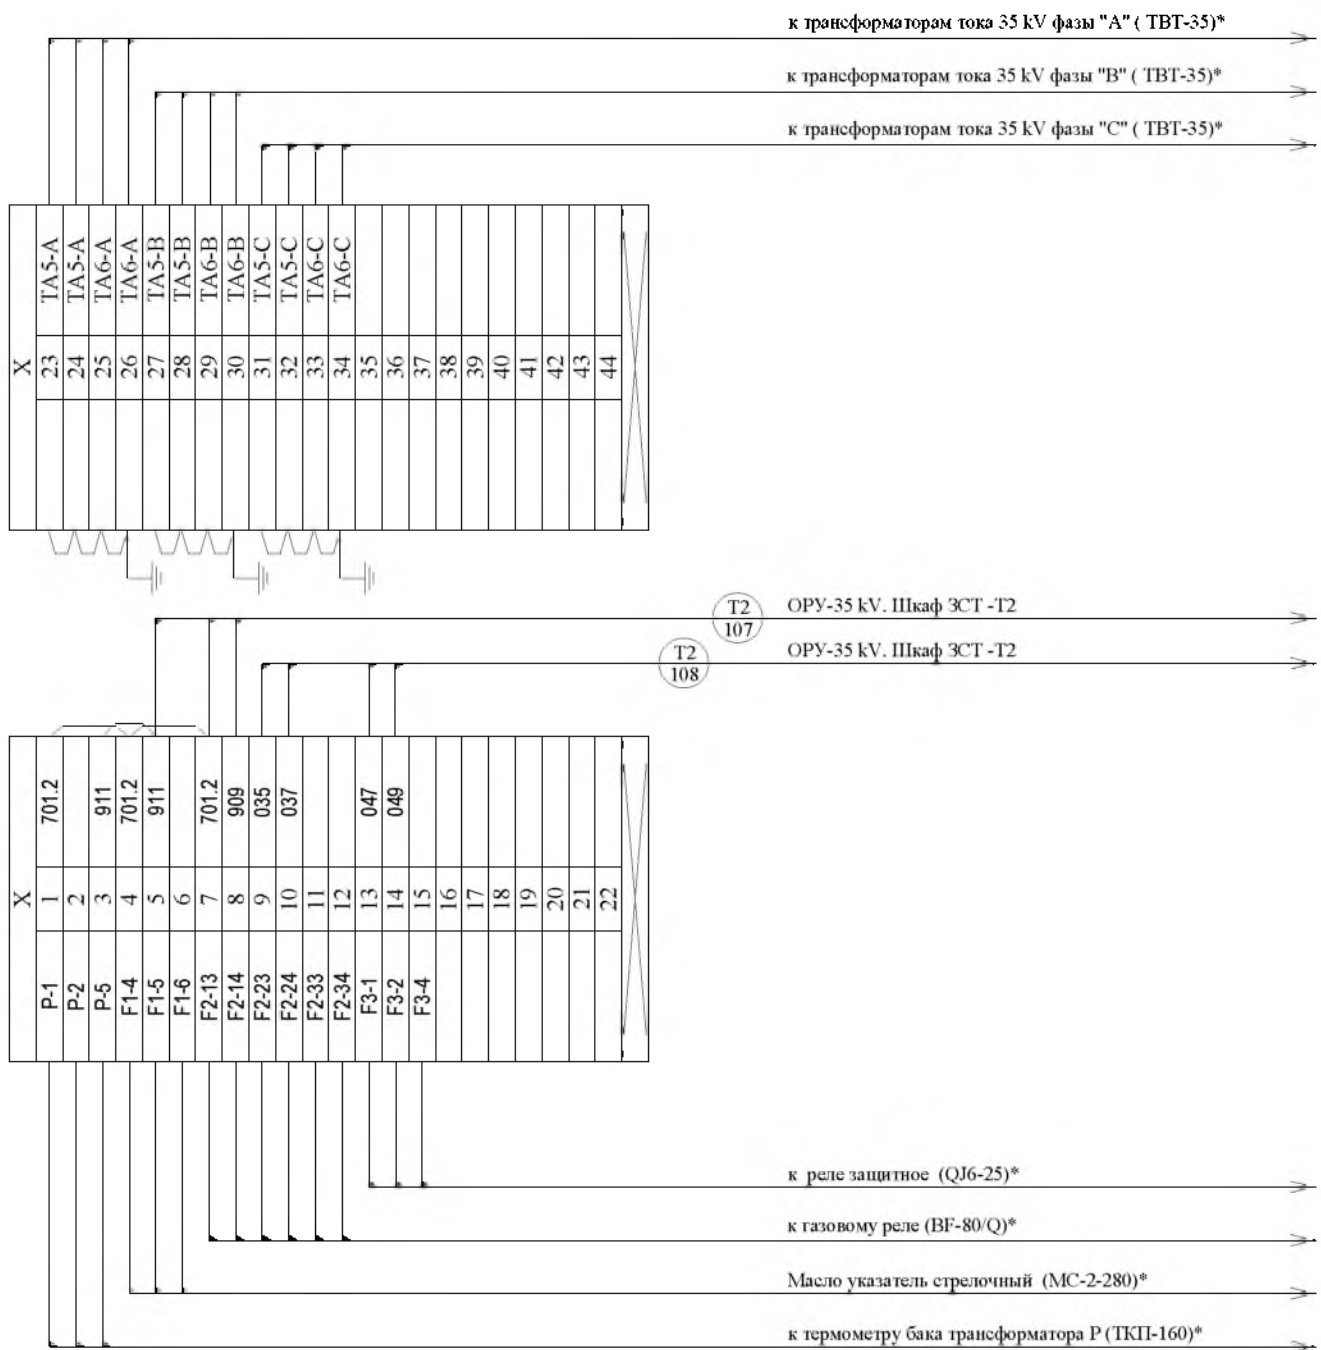 к трансформаторам тока 35 kV фазы "A" ( ТВТ-35)*
к трансформаторам тока 35 kV фазы "B" ( ТВТ-35)*
к трансформаторам тока 35 kV фазы "C" ( ТВТ-35)*
TA5-A TA5-A TA6-A TA6-A TA5-B TA5-B TA6-B TA6-B TA5-C TA5-C TA6-C TA6-C
X 23 24 25 26 27 28 29 30 31 32 33 34 35 36 37 38 39 40 41 42 43 44
T2 ОРУ-35 kV. Шкаф ЗСТ -Т2
107
T2 ОРУ-35 kV. Шкаф ЗСТ -Т2
108
701.2 911 701.2 911 701.2 909 035 037 047 049
X 1 2 3 4 5 6 7 8 9 10 11 12 13 14 15 16 17 18 19 20 21 22
P-1 P-2 P-5 F1-4 F1-5 F1-6 F2-13 F2-14 F2-23 F2-24 F2-33 F2-34 F3-1 F3-2 F3-4
к реле защитное (QJ6-25)*
к газовому реле (BF-80/Q)*
Масло указатель стрелочный (МС-2-280)*
к термометру бака трансформатора Р (ТКП-160)*